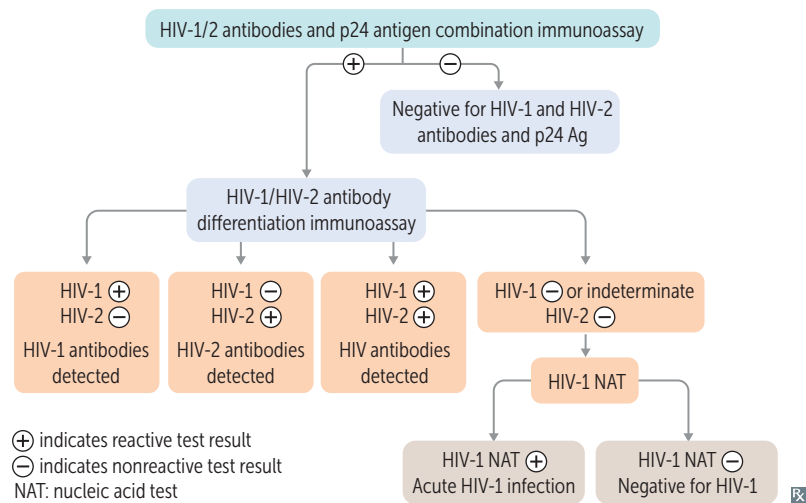 HIV-1/2 antibodies and p24 antigen combination immunoassay
⊕ ⊖
Negative for HIV-1 and HIV-2
antibodies and p24 Ag
HIV-1/HIV-2 antibody
differentiation immunoassay
HIV-1 ⊕
HIV-2 ⊖
HIV-1 antibodies
detected
HIV-1 ⊖
HIV-2 ⊕
HIV-2 antibodies
detected
HIV-1 ⊕
HIV-2 ⊕
HIV antibodies
detected
HIV-1 ⊖ or indeterminate
HIV-2 ⊖
HIV-1 NAT
HIV-1 NAT ⊕
Acute HIV-1 infection
HIV-1 NAT ⊖
Negative for HIV-1
⊕ indicates reactive test result
⊖ indicates nonreactive test result
NAT: nucleic acid test
℞